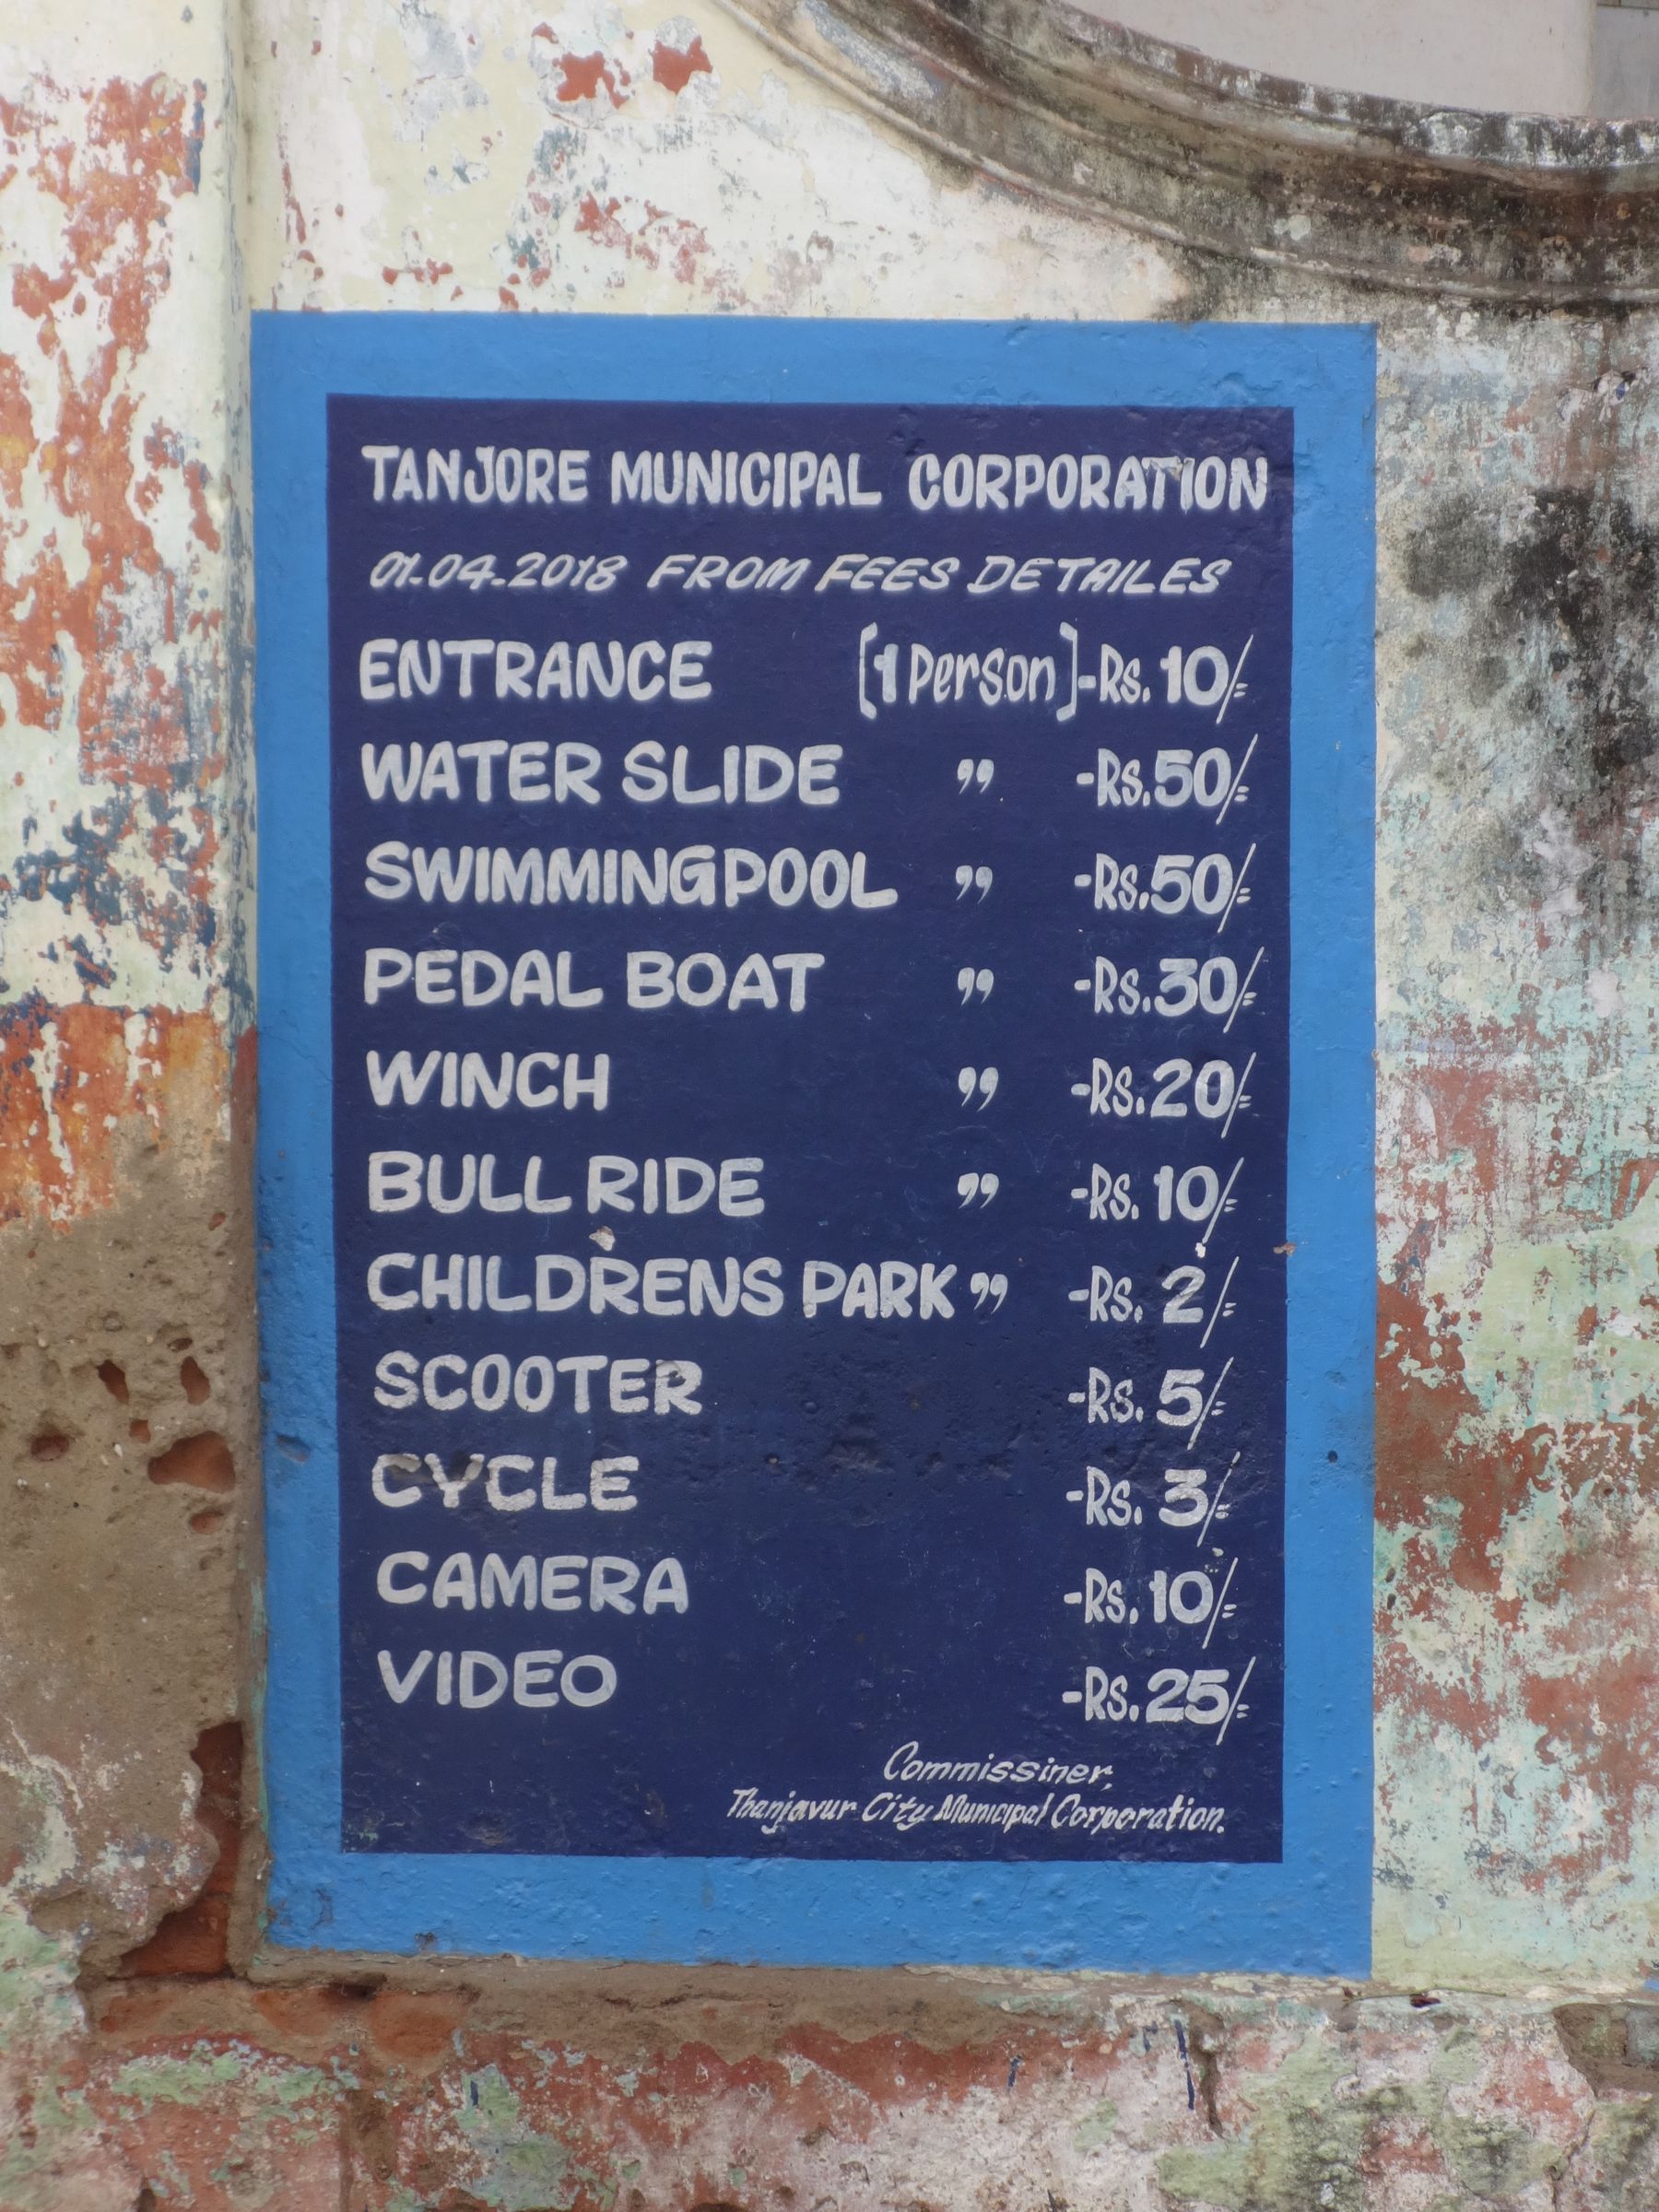 TANJORE MUNICIPAL CORPORATION
01.04.2018 FROM FEES DETAILES
ENTRANCE [1 Person]-Rs. 10/-
WATER SLIDE " -Rs.50/-
SWIMMINGPOOL " -Rs.50/-
PEDAL BOAT " -Rs.30/-
WINCH " -Rs.20/-
BULL RIDE " -Rs. 10/-
CHILDRENS PARK " -Rs. 2/-
SCOOTER -Rs. 5/-
CYCLE -Rs. 3/-
CAMERA -Rs. 10/-
VIDEO -Rs.25/-
Commissiner,
Thanjavur City Municipal Corporation.